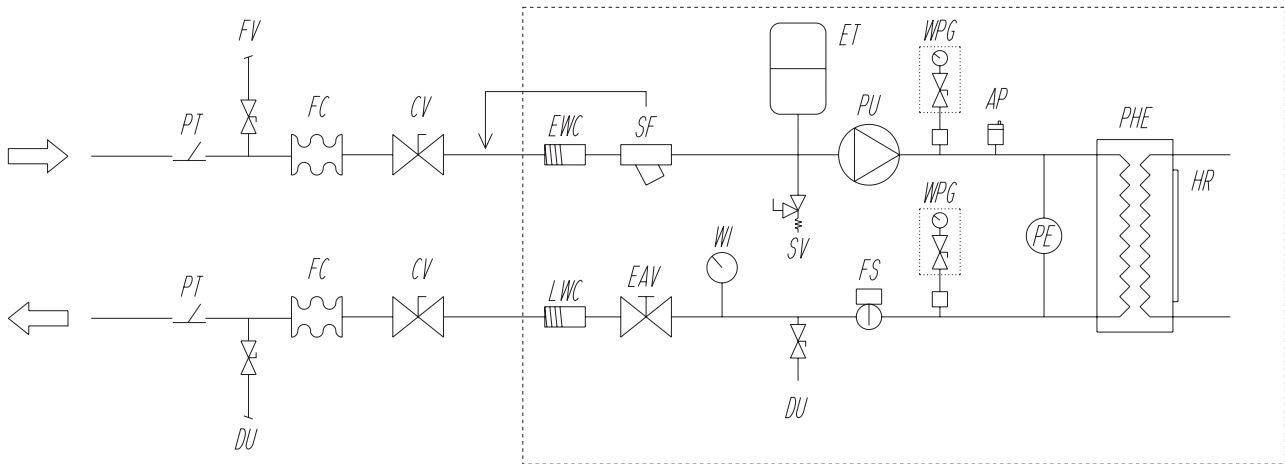 FV
ET
WPG
PT
FC
CV
EWC
SF
PU
AP
PHE
HR
WPG
SV
PE
PT
FC
CV
LWC
EAV
WI
FS
DU
DU